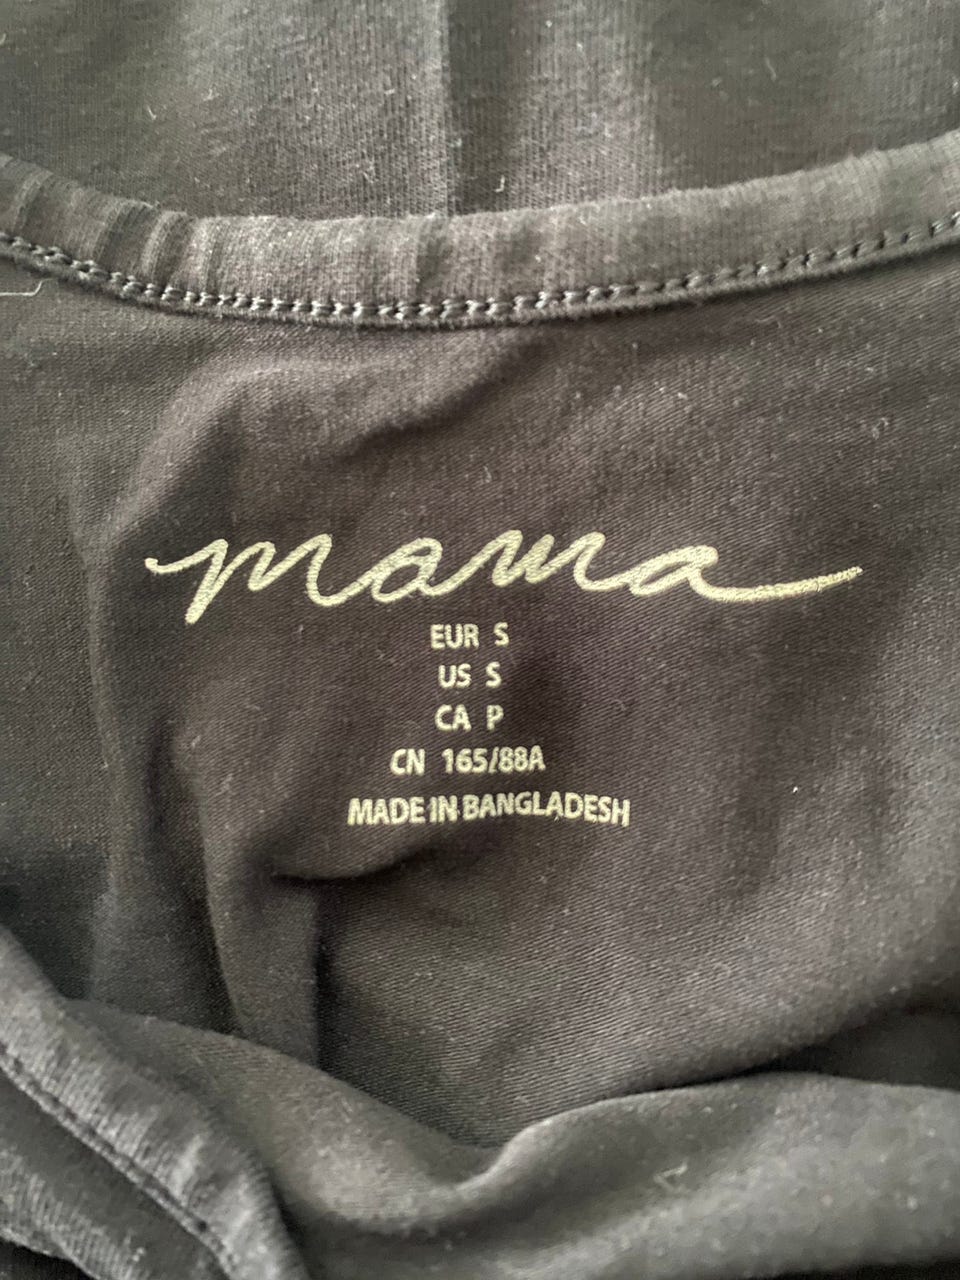 mama
EUR S
US S
CA P
CN 165/88A
MADE IN BANGLADESH